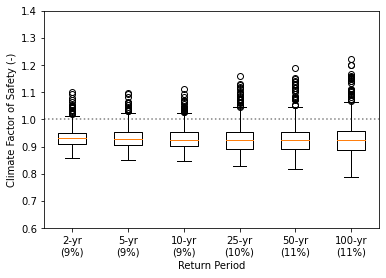 Climate Factor of Safety (-)
1.4
1.3
1.2
1.1
1.0
0.9
0.8
0.7
0.6
2-yr 5-yr 10-yr 25-yr 50-yr 100-yr
(9%) (9%) (9%) (10%) (11%) (11%)
Return Period